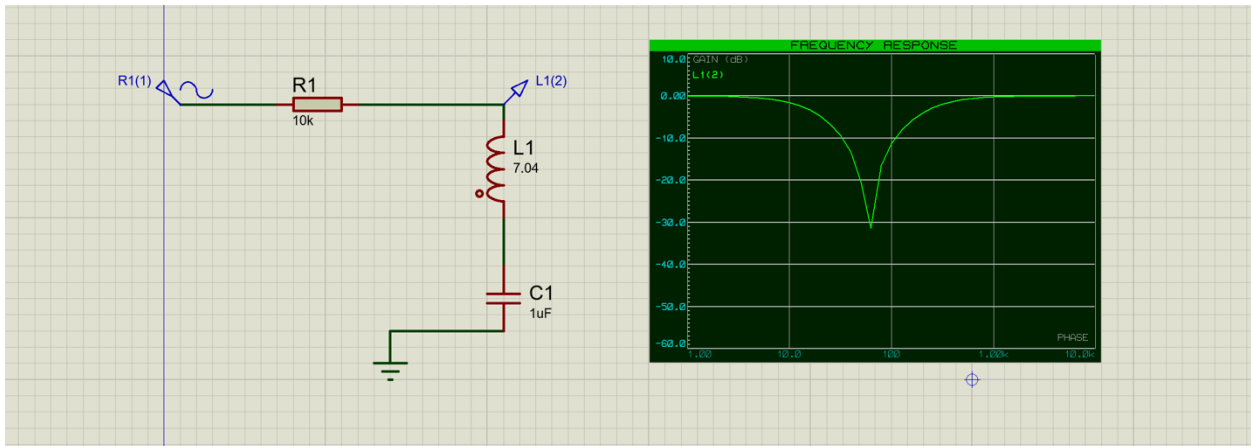 R1(1)
R1
10k
L1(2)
L1
7.04
C1
1uF
FREQUENCY RESPONSE
GAIN (dB)
L1(2)
10.0
0.00
-10.0
-20.0
-30.0
-40.0
-50.0
-60.0
PHASE
1.00 10.0 100 1.00k 10.0k